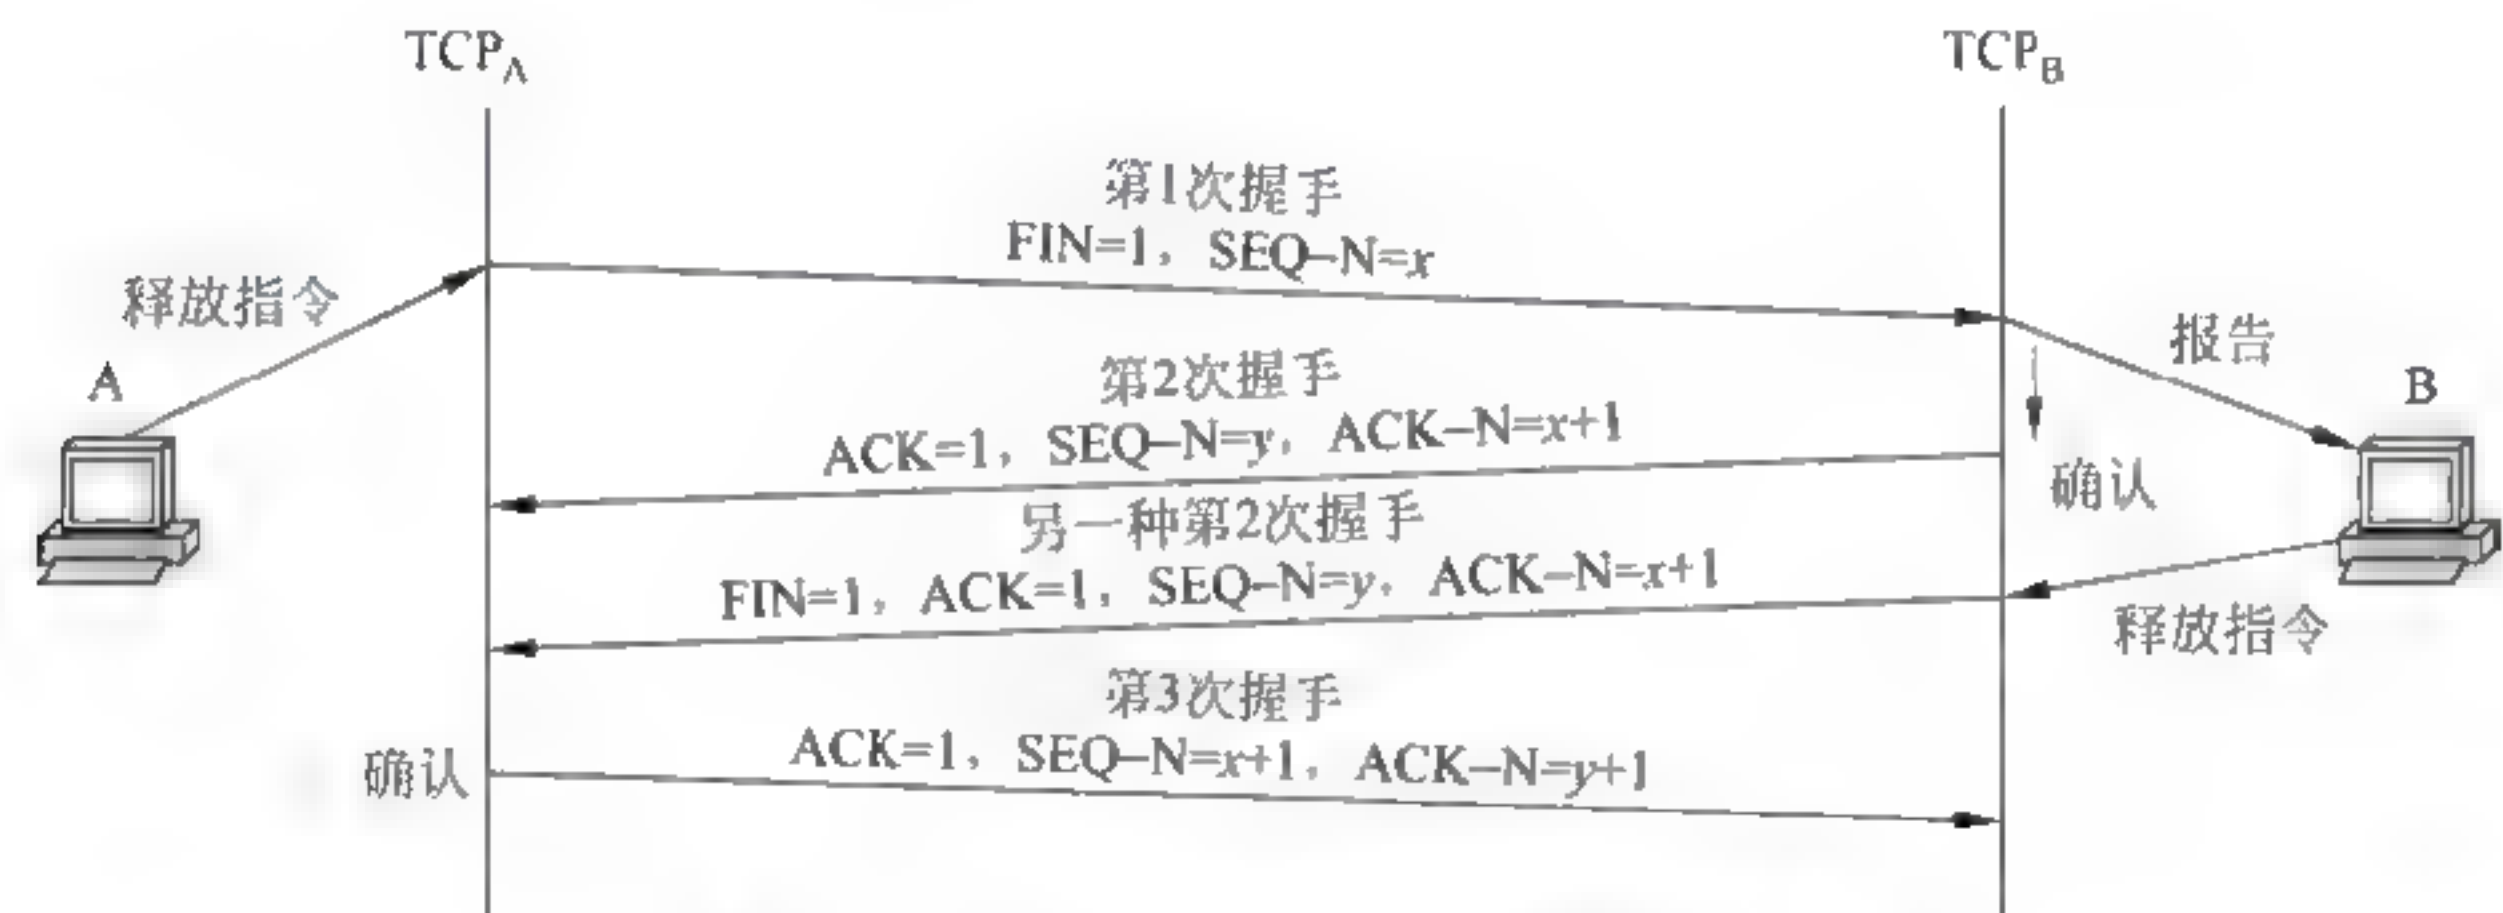 TCP_A
TCP_B
第1次握手
FIN=1，SEQ-N=x
释放指令
报告
A
第2次握手
B
ACK=1，SEQ-N=y，ACK-N=x+1
确认
另一种第2次握手
FIN=1，ACK=1，SEQ-N=y，ACK-N=x+1
释放指令
第3次握手
确认
ACK=1，SEQ-N=x+1，ACK-N=y+1